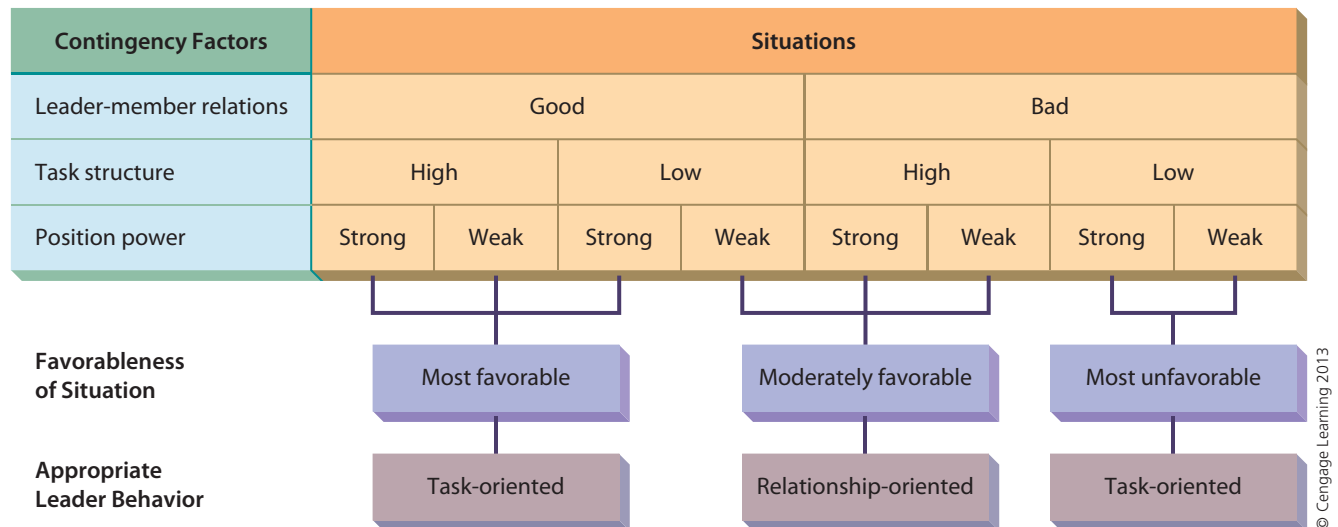 Contingency Factors Situations
Leader-member relations Good Bad
Task structure High Low High Low
Position power Strong Weak Strong Weak Strong Weak Strong Weak
Favorableness
of Situation
Most favorable Moderately favorable Most unfavorable
Appropriate
Leader Behavior
Task-oriented Relationship-oriented Task-oriented
© Cengage Learning 2013